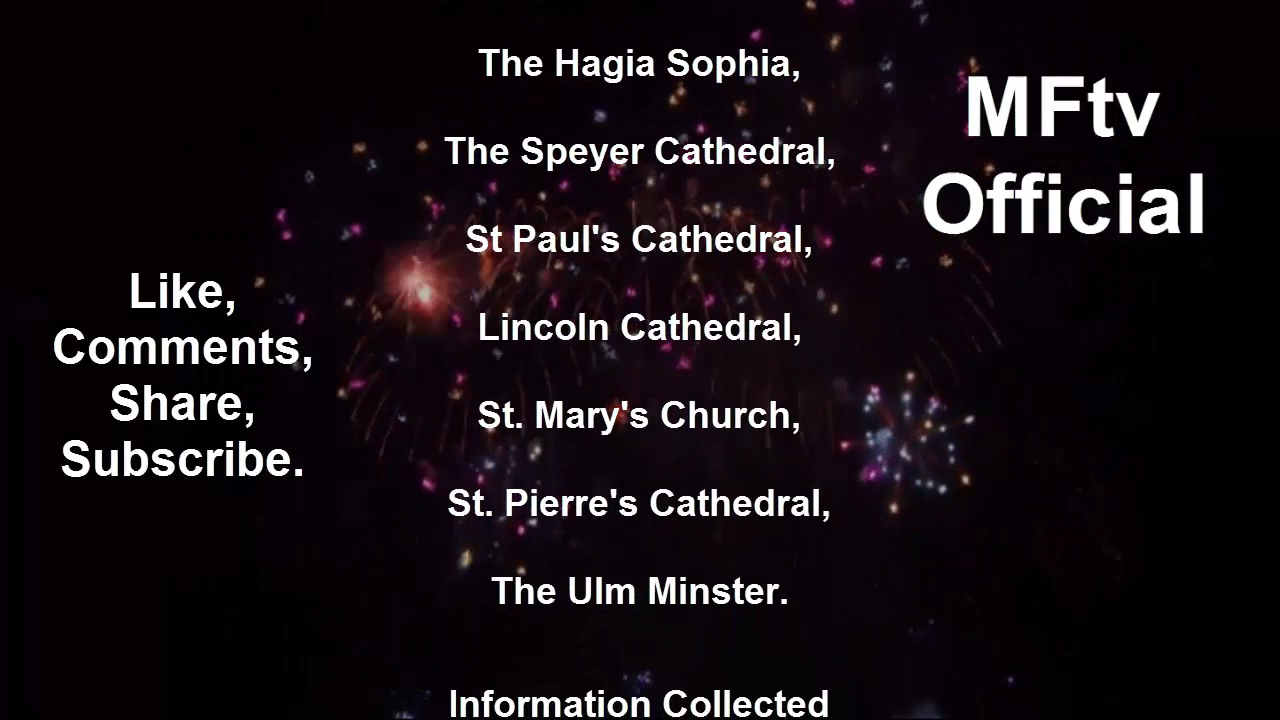 The Hagia Sophia,
The Speyer Cathedral,
St Paul's Cathedral,
Lincoln Cathedral,
St. Mary's Church,
St. Pierre's Cathedral,
The Ulm Minster.
Information Collected
Like,
Comments,
Share,
Subscribe.
MFtv
Official